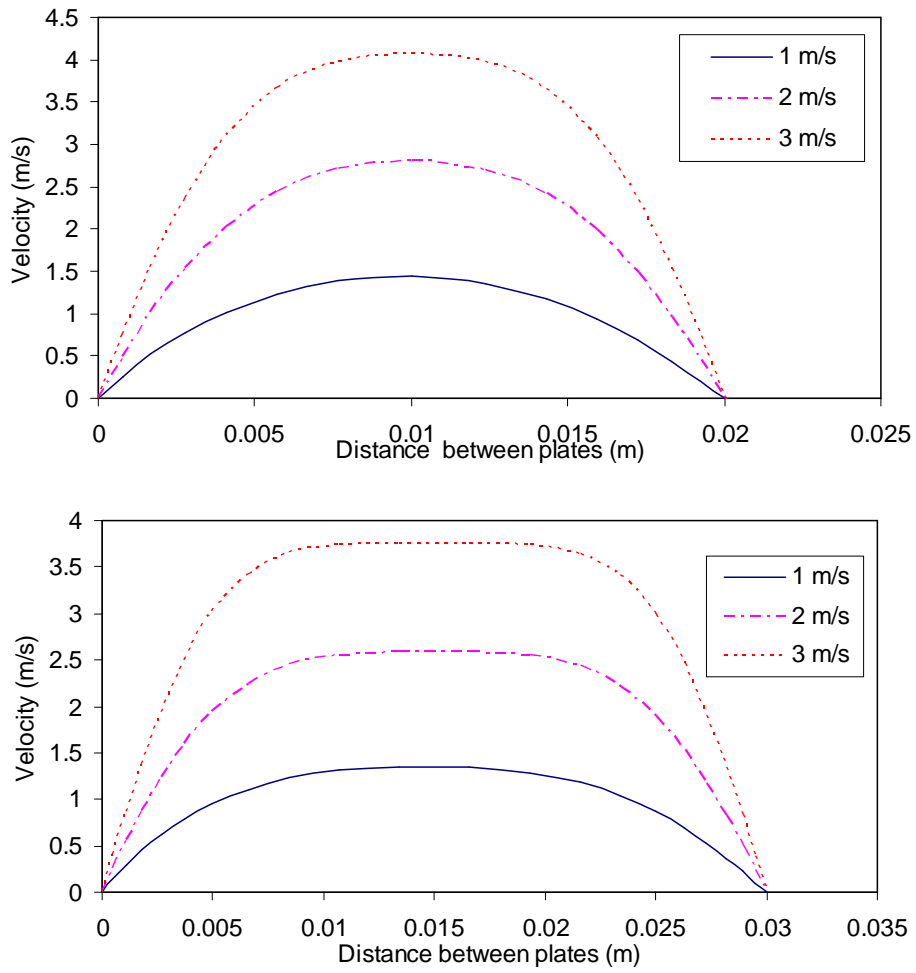 4.5
4
3.5
3
2.5
2
1.5
1
0.5
0
Velocity (m/s)
1 m/s
2 m/s
3 m/s
0 0.005 0.01 0.015 0.02 0.025
Distance between plates (m)
4
3.5
3
2.5
2
1.5
1
0.5
0
Velocity (m/s)
1 m/s
2 m/s
3 m/s
0 0.005 0.01 0.015 0.02 0.025 0.03 0.035
Distance between plates (m)